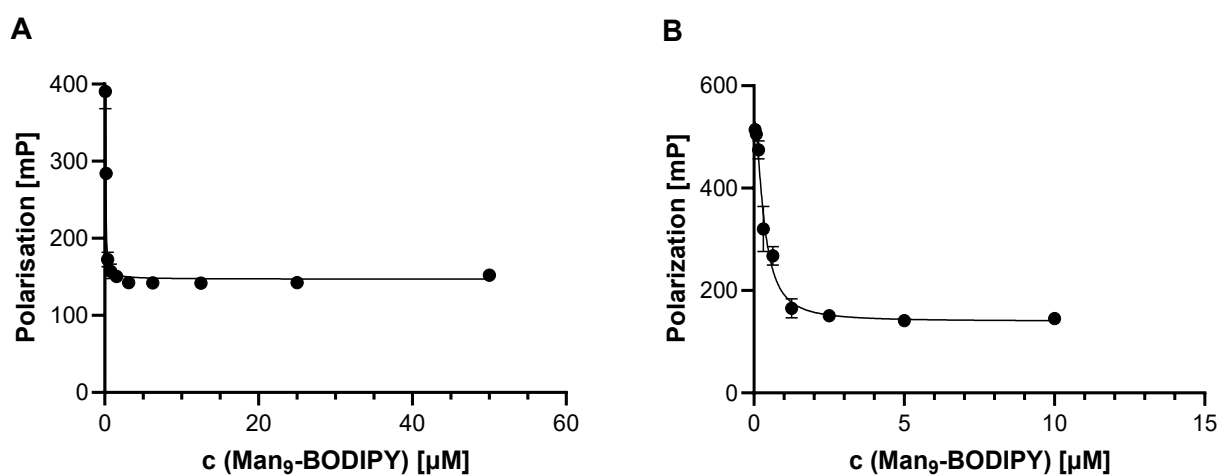 A
Polarisation [mP]
400
300
200
100
0
0
20
40
60
c (Man₉-BODIPY) [µM]
B
Polarization [mP]
600
400
200
0
0
5
10
15
c (Man₉-BODIPY) [µM]